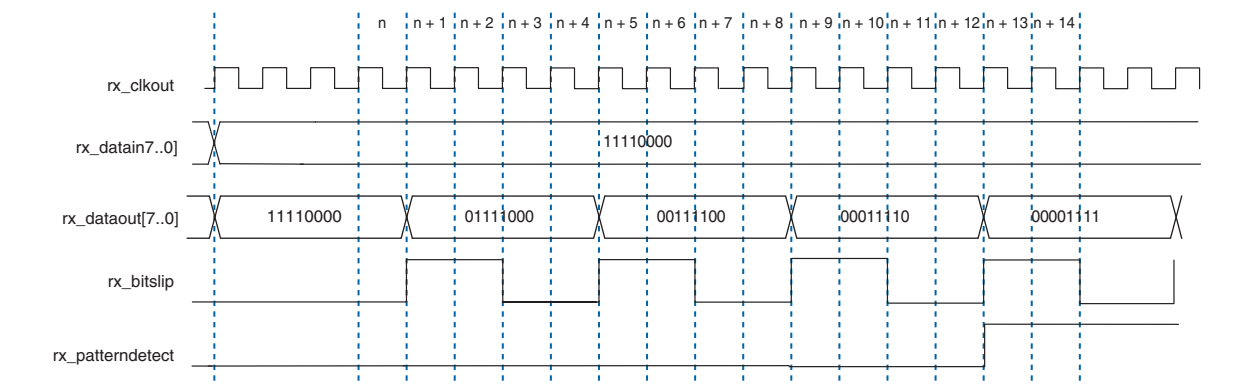 n n + 1 n + 2 n + 3 n + 4 n + 5 n + 6 n + 7 n + 8 n + 9 n + 10 n + 11 n + 12 n + 13 n + 14
rx_clkout
rx_datain7..0] 11110000
rx_dataout[7..0] 11110000 01111000 00111100 00011110 00001111
rx_bitslip
rx_patterndetect